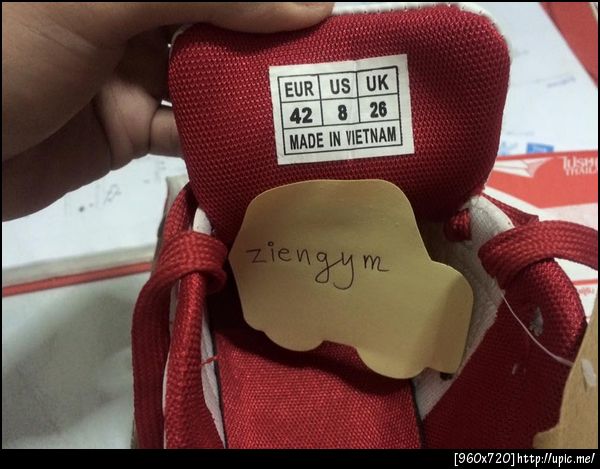 EUR US UK
42 8 26
MADE IN VIETNAM
ziengym
[960x720]http://upic.me/